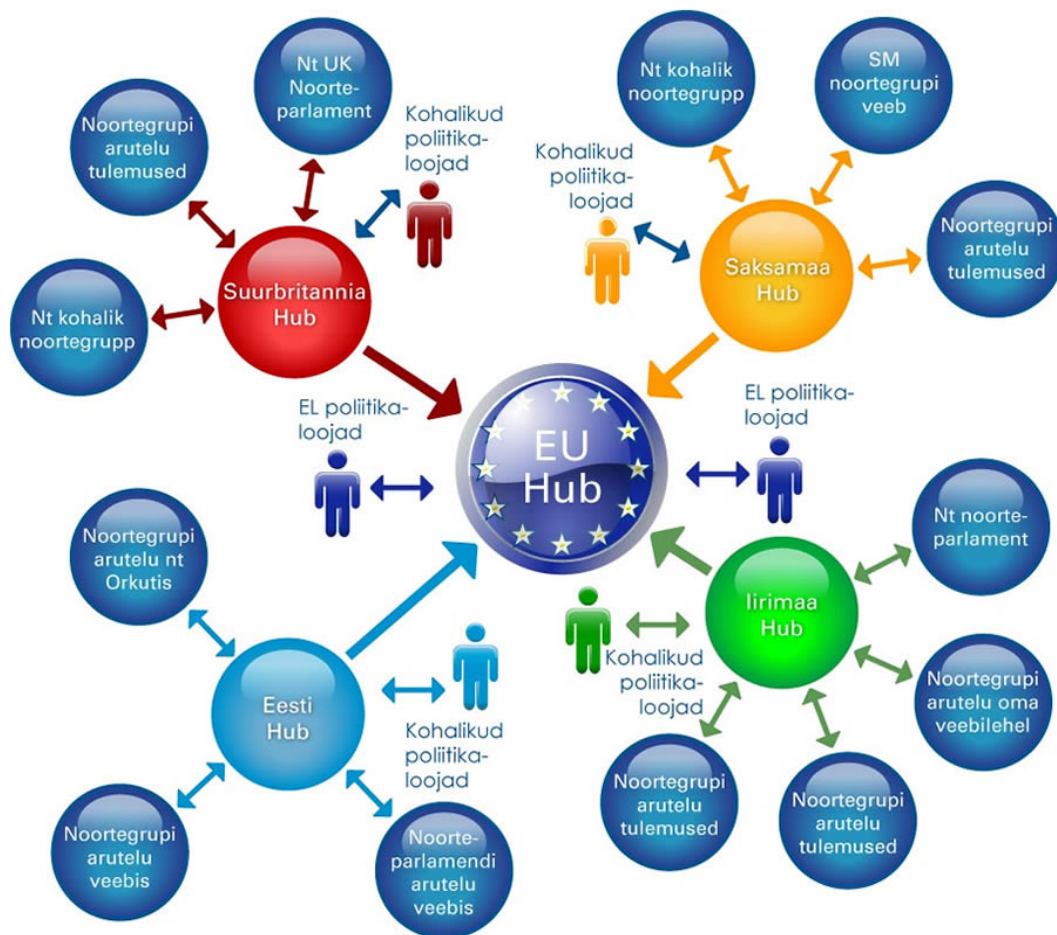 Nt UK
Noorte-
parlament
Noortegrupi
arutelu
tulemused
Kohalikud
poliitika-
loojad
Nt kohalik
noortegrupp
Suurbritannia
Hub
Nt kohalik
noortegrupp
SM
noortegrupi
veeb
Kohalikud
poliitika-
loojad
Noortegrupi
arutelu
tulemused
Saksamaa
Hub
EL poliitika-
loojad
EU
Hub
EL poliitika-
loojad
Noortegrupi
arutelu nt
Orkutis
Eesti
Hub
Kohalikud
poliitika-
loojad
Noortegrupi
arutelu
veebis
Noorte-
parlamendi
arutelu
veebis
Nt noorte-
parlament
Iirimaa
Hub
Kohalikud
poliitika-
loojad
Noortegrupi
arutelu oma
veebilehel
Noortegrupi
arutelu
tulemused
Noortegrupi
arutelu
tulemused